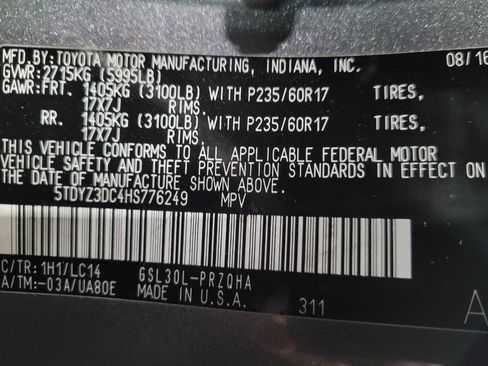 MFD. BY: TOYOTA MOTOR MANUFACTURING, INDIANA, INC. 08/16
GVWR: 2715KG (5995LB)
GAWR: FRT. 1405KG (3100LB) WITH P235/60R17 TIRES,
17X7J RIMS.
RR. 1405KG (3100LB) WITH P235/60R17 TIRES,
17X7J RIMS.
THIS VEHICLE CONFORMS TO ALL APPLICABLE FEDERAL MOTOR
VEHICLE SAFETY AND THEFT PREVENTION STANDARDS IN EFFECT ON
THE DATE OF MANUFACTURE SHOWN ABOVE.
5TDYZ3DC4HS776249 MPV
C/TR: 1H1/LC14 GSL30L-PRZQHA
A/TM:-03A/UA80E MADE IN U.S.A. 311 A